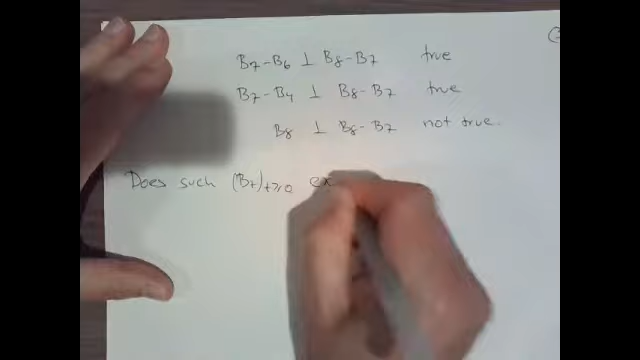 B₇-B₆ ⊥ B₈-B₇ true
B₇-B₄ ⊥ B₈-B₇ true
B₈ ⊥ B₈-B₇ not true.
Does such (Bₜ)ₜ≥₀ ex